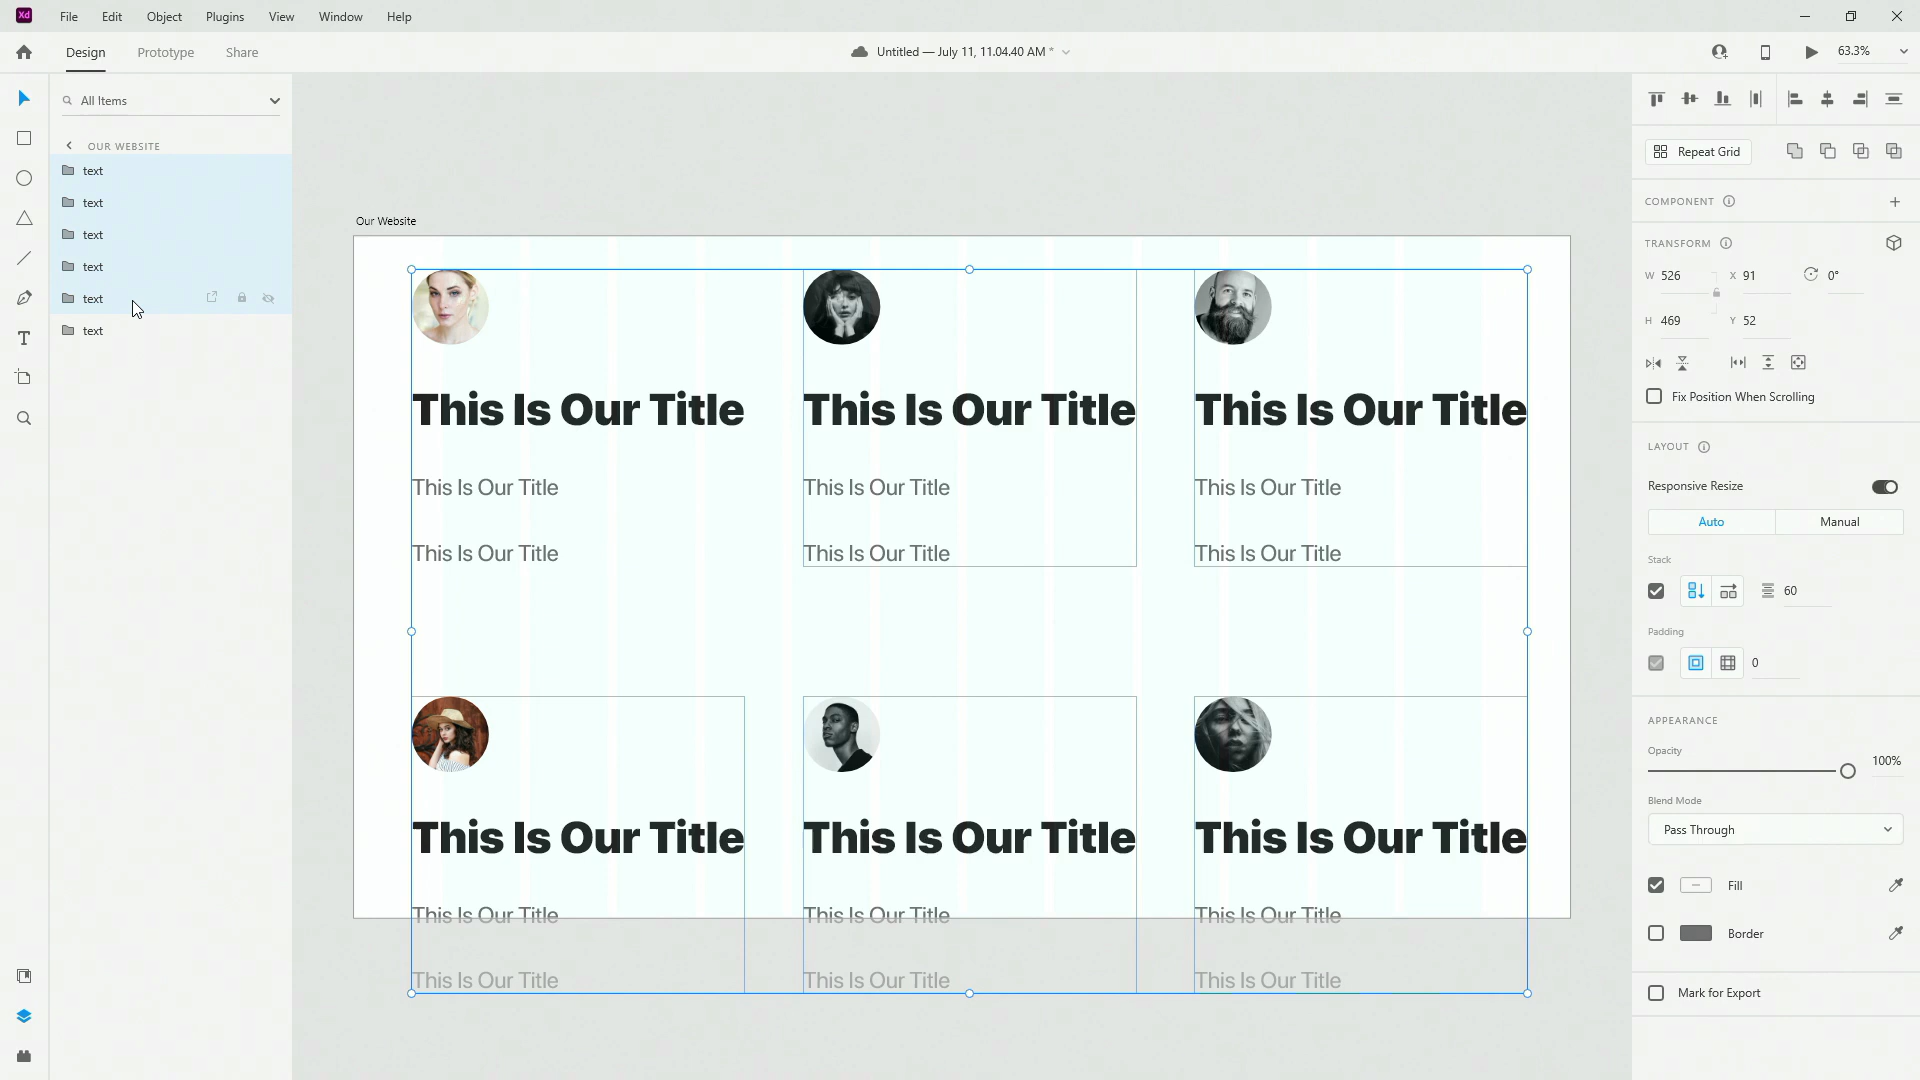 Xd File Edit Object Plugins View Window Help
Design Prototype Share Untitled — July 11, 11.04.40 AM * 63.3%
All Items
OUR WEBSITE
text
text
text
text
text
text
Our Website
This Is Our Title This Is Our Title This Is Our Title
This Is Our Title This Is Our Title This Is Our Title
This Is Our Title This Is Our Title This Is Our Title
This Is Our Title This Is Our Title This Is Our Title
This Is Our Title This Is Our Title This Is Our Title
This Is Our Title This Is Our Title This Is Our Title
Repeat Grid
COMPONENT
TRANSFORM
W 526 X 91 0°
H 469 Y 52
Fix Position When Scrolling
LAYOUT
Responsive Resize
Auto Manual
Stack
60
Padding
0
APPEARANCE
Opacity
100%
Blend Mode
Pass Through
Fill
Border
Mark for Export